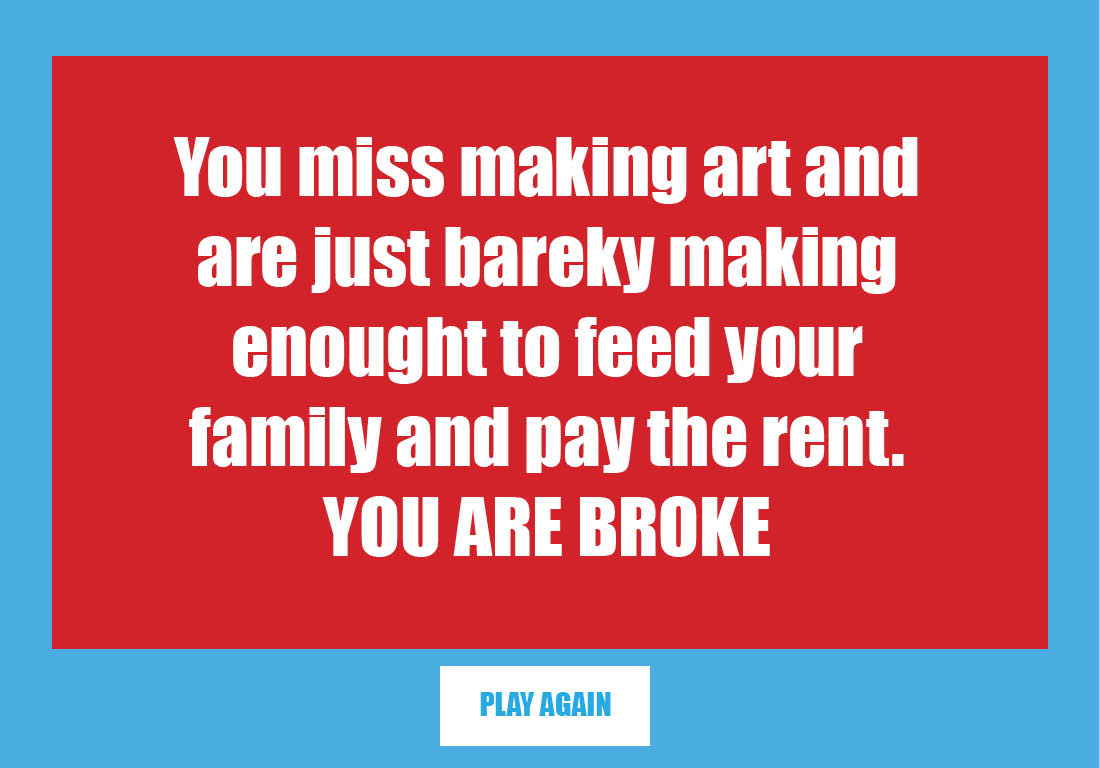 You miss making art and
are just bareky making
enought to feed your
family and pay the rent.
YOU ARE BROKE
PLAY AGAIN